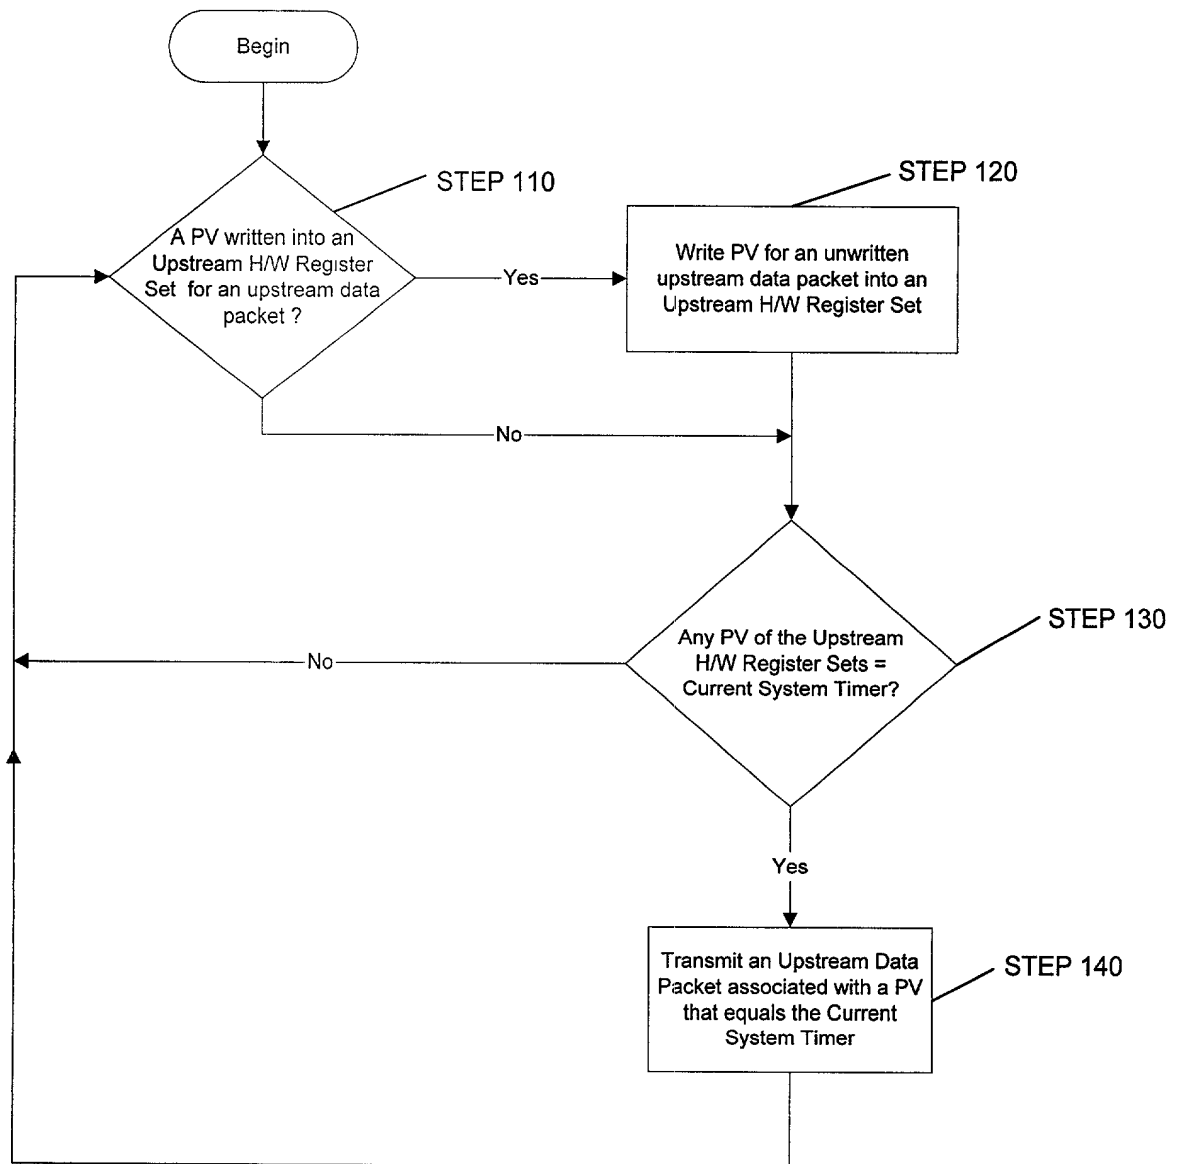 Begin
STEP 110
A PV written into an
Upstream H/W Register
Set for an upstream data
packet ?
Yes
STEP 120
Write PV for an unwritten
upstream data packet into an
Upstream H/W Register Set
No
STEP 130
Any PV of the Upstream
H/W Register Sets =
Current System Timer?
No
Yes
STEP 140
Transmit an Upstream Data
Packet associated with a PV
that equals the Current
System Timer